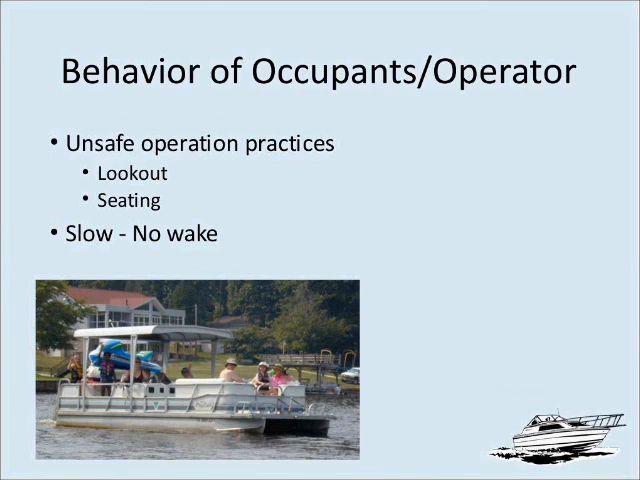 Behavior of Occupants/Operator
• Unsafe operation practices
• Lookout
• Seating
• Slow - No wake